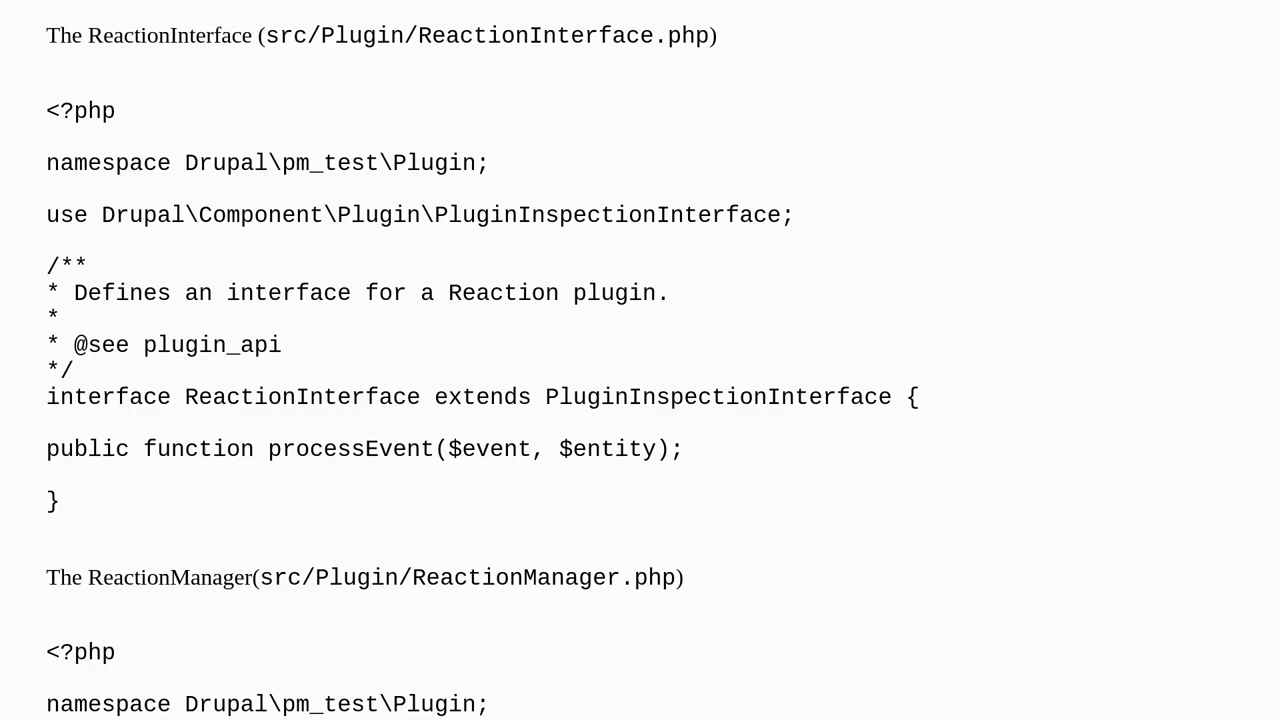 The ReactionInterface (src/Plugin/ReactionInterface.php)
<?php
namespace Drupal\pm_test\Plugin;
use Drupal\Component\Plugin\PluginInspectionInterface;
/**
* Defines an interface for a Reaction plugin.
*
* @see plugin_api
*/
interface ReactionInterface extends PluginInspectionInterface {
public function processEvent($event, $entity);
}
The ReactionManager(src/Plugin/ReactionManager.php)
<?php
namespace Drupal\pm_test\Plugin;